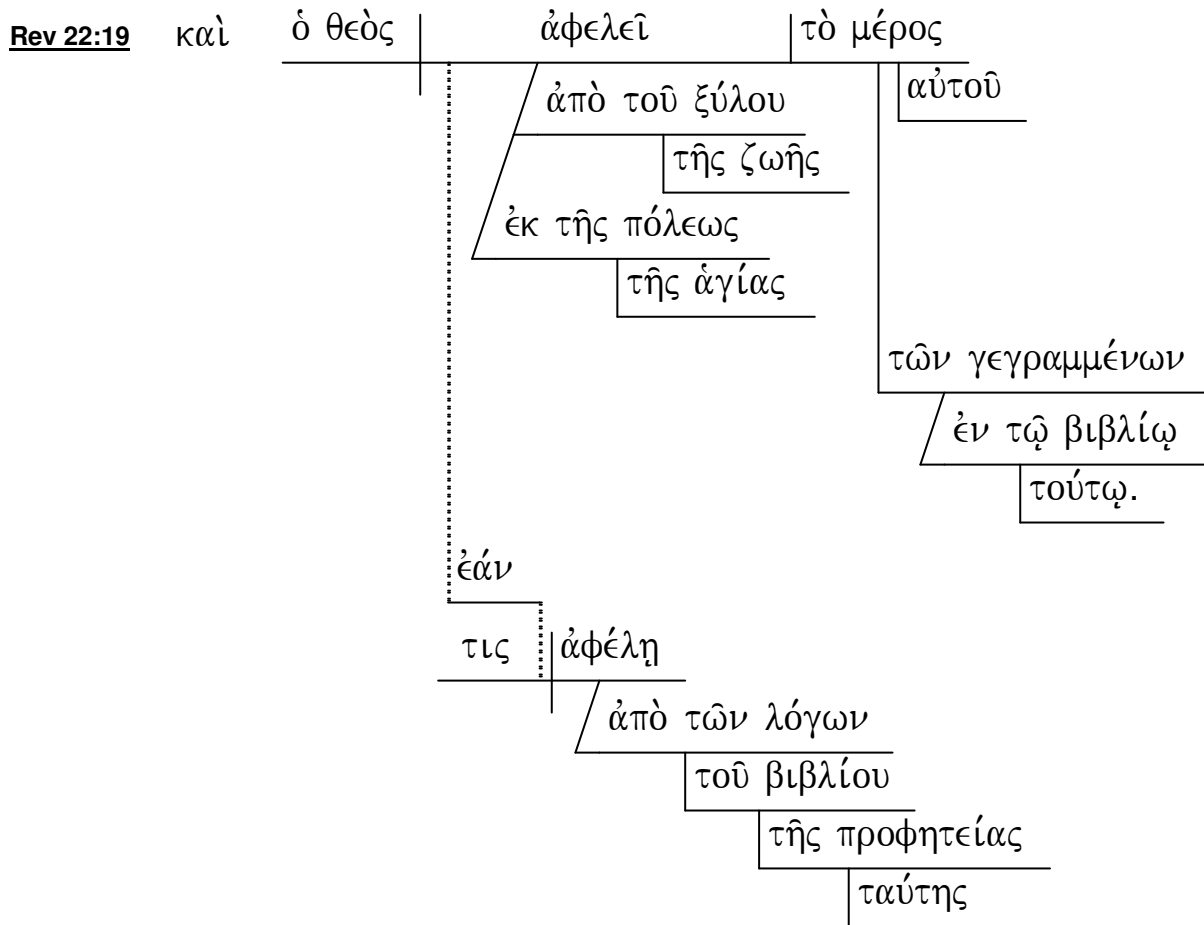 Rev 22:19 καὶ ὁ θεὸς ἀφελεῖ τὸ μέρος
ἀπὸ τοῦ ξύλου αὐτοῦ
τῆς ζωῆς
ἐκ τῆς πόλεως
τῆς ἁγίας
τῶν γεγραμμένων
ἐν τῷ βιβλίῳ
τούτῳ.
ἐάν
τις ἀφέλῃ
ἀπὸ τῶν λόγων
τοῦ βιβλίου
τῆς προφητείας
ταύτης